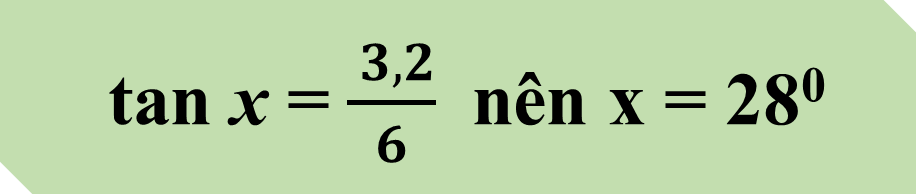 tan x = 3,2/6 nên x = 28⁰